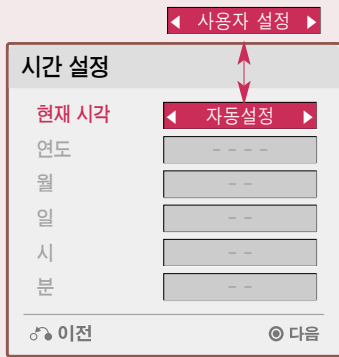 ◀ 사용자 설정 ▶
시간 설정
현재 시각 ◀ 자동설정 ▶
연도 - - - -
월 - -
일 - -
시 - -
분 - -
이전 ◉ 다음